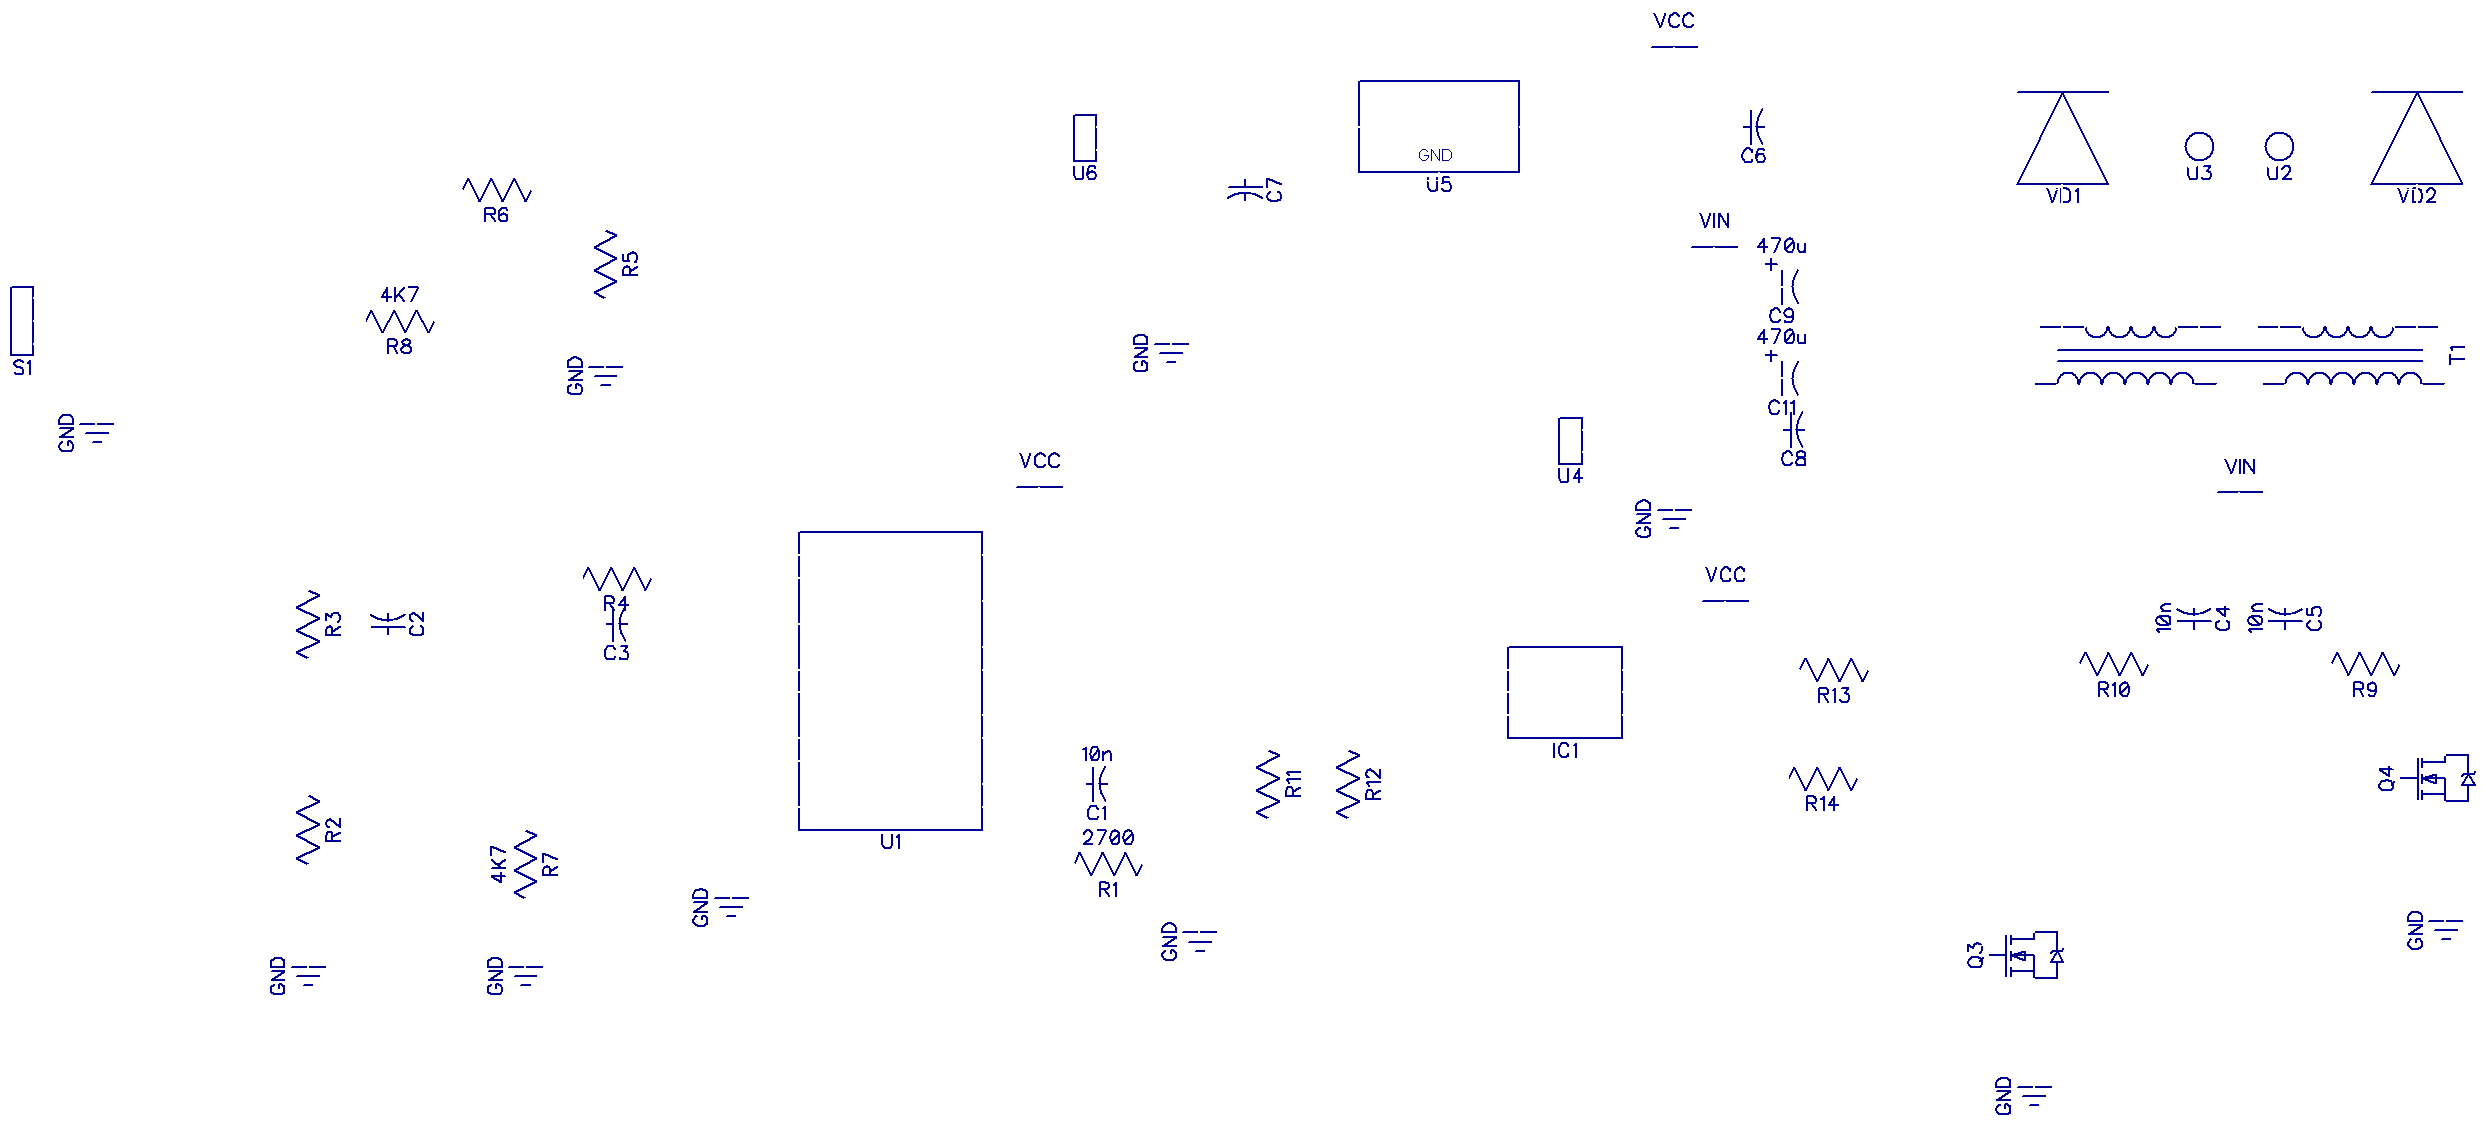 VCC
GND
U5
C6
U6
C7
R6
VD1
U3
U2
VD2
VIN
470u
C9
R5
4K7
R8
S1
GND
GND
GND
470u
C11
C8
T1
U4
VCC
VIN
GND
VCC
R4
C3
R3
C2
10n
C4
10n
C5
R13
R10
R9
IC1
10n
C1
R11
R12
R14
Q4
R2
4K7
R7
U1
2700
R1
GND
GND
GND
GND
Q3
GND
GND